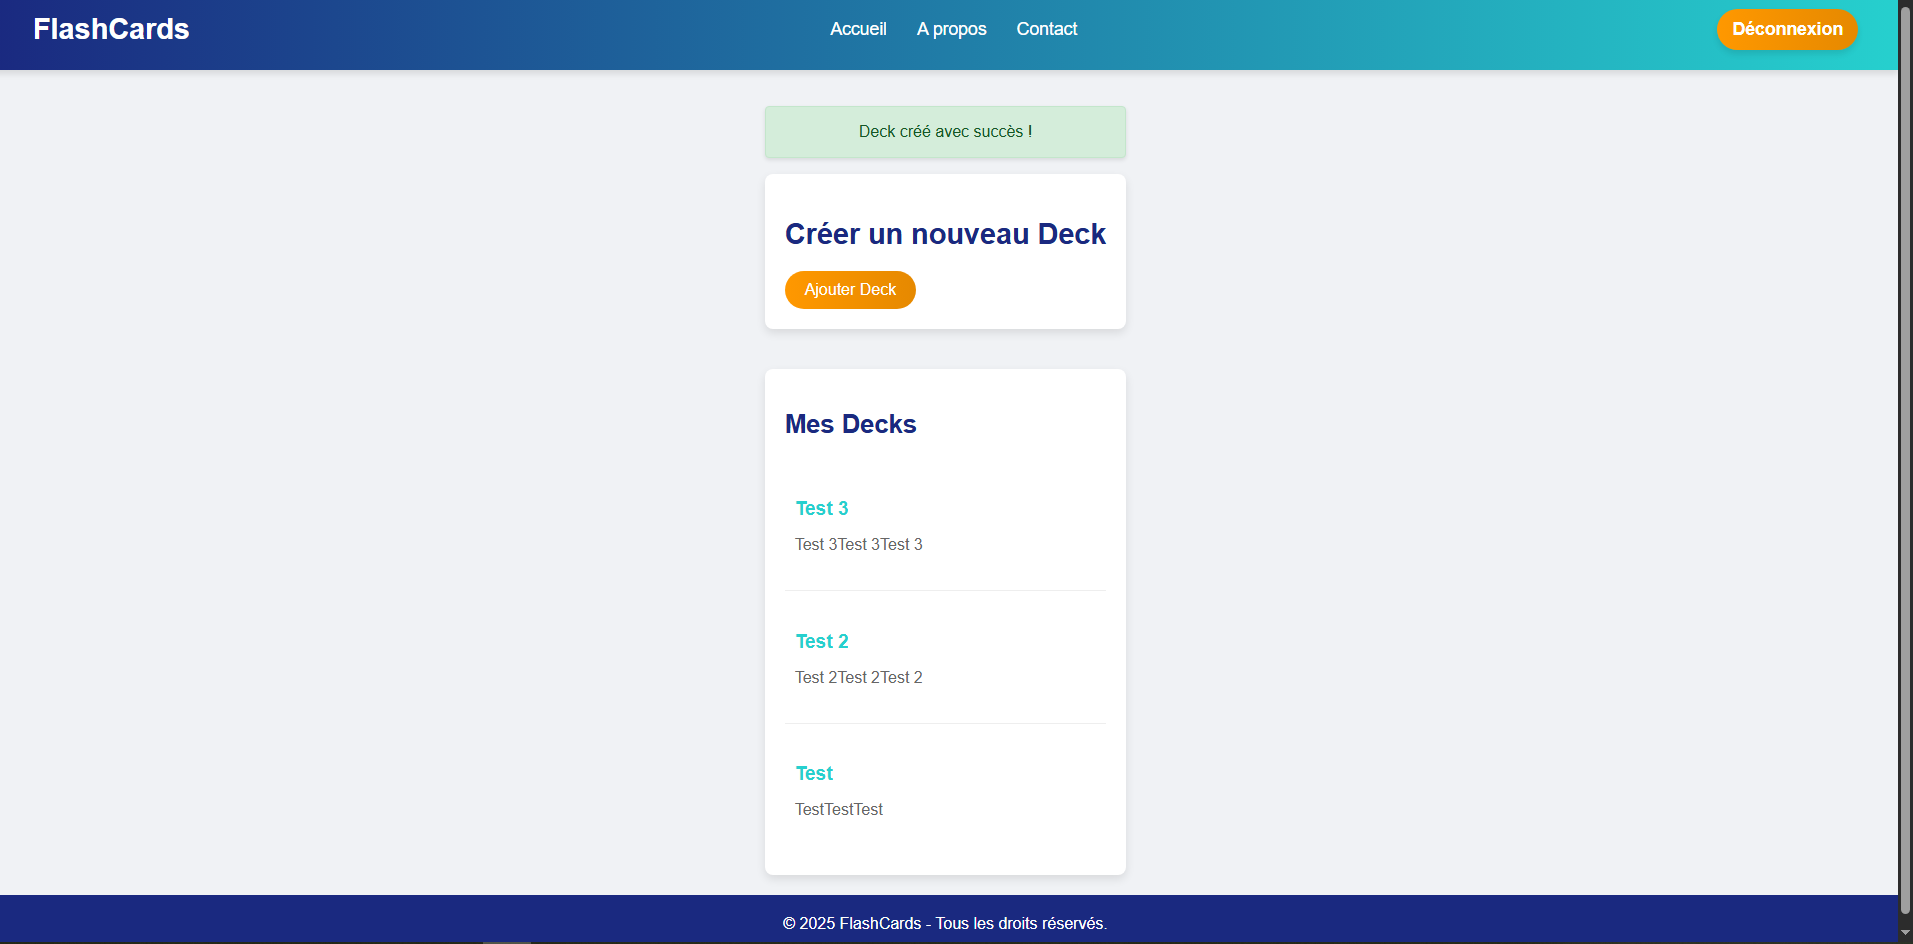 FlashCards
Accueil A propos Contact
Déconnexion
Deck créé avec succès !
Créer un nouveau Deck
Ajouter Deck
Mes Decks
Test 3
Test 3Test 3Test 3
Test 2
Test 2Test 2Test 2
Test
TestTestTest
© 2025 FlashCards - Tous les droits réservés.